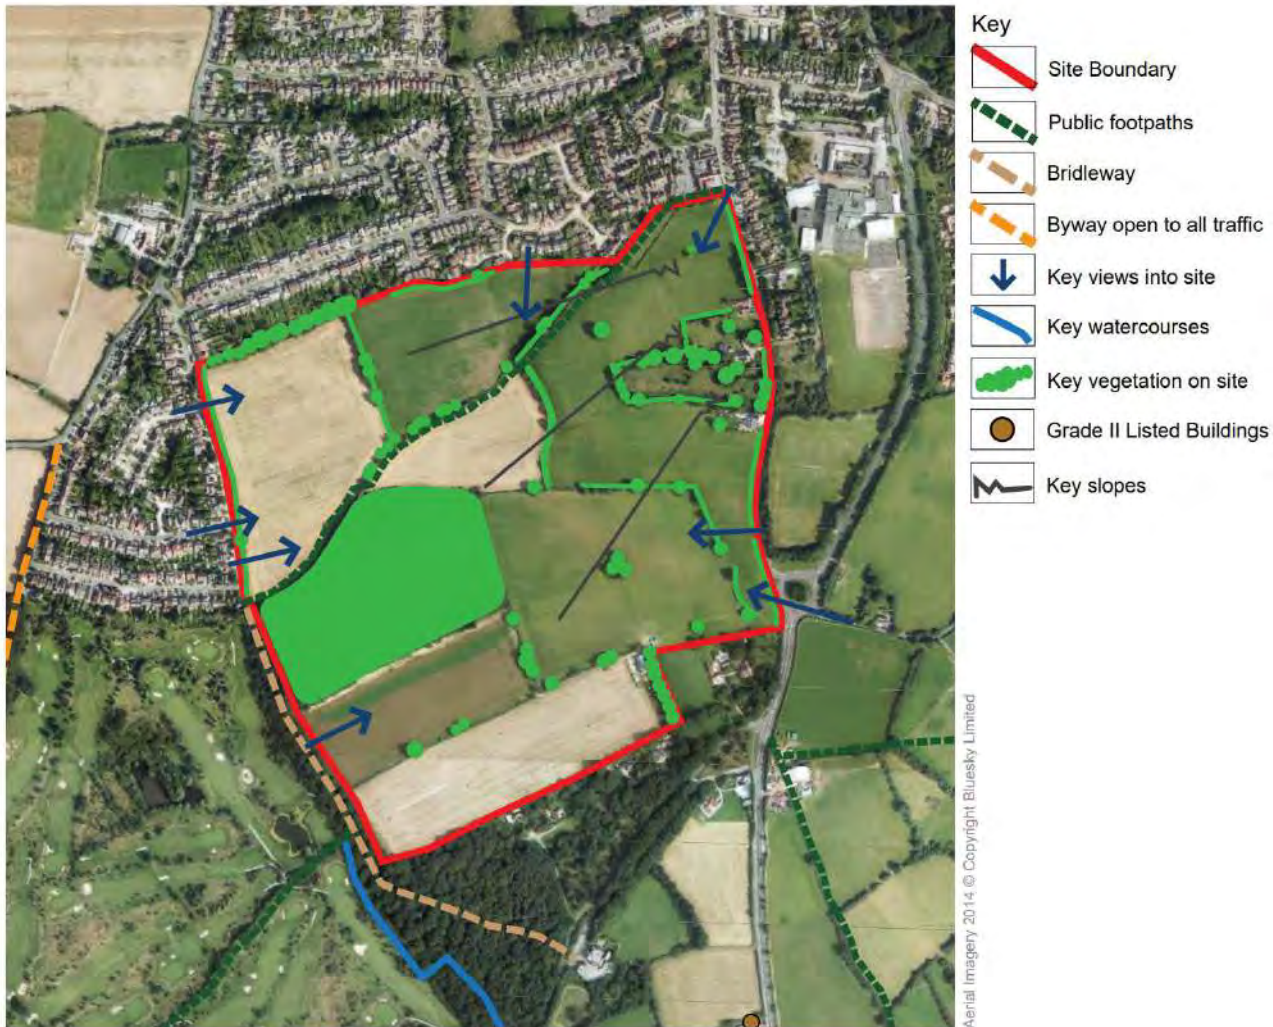 Key
Site Boundary
Public footpaths
Bridleway
Byway open to all traffic
Key views into site
Key watercourses
Key vegetation on site
Grade II Listed Buildings
Key slopes
Aerial Imagery 2014 © Copyright Bluesky Limited